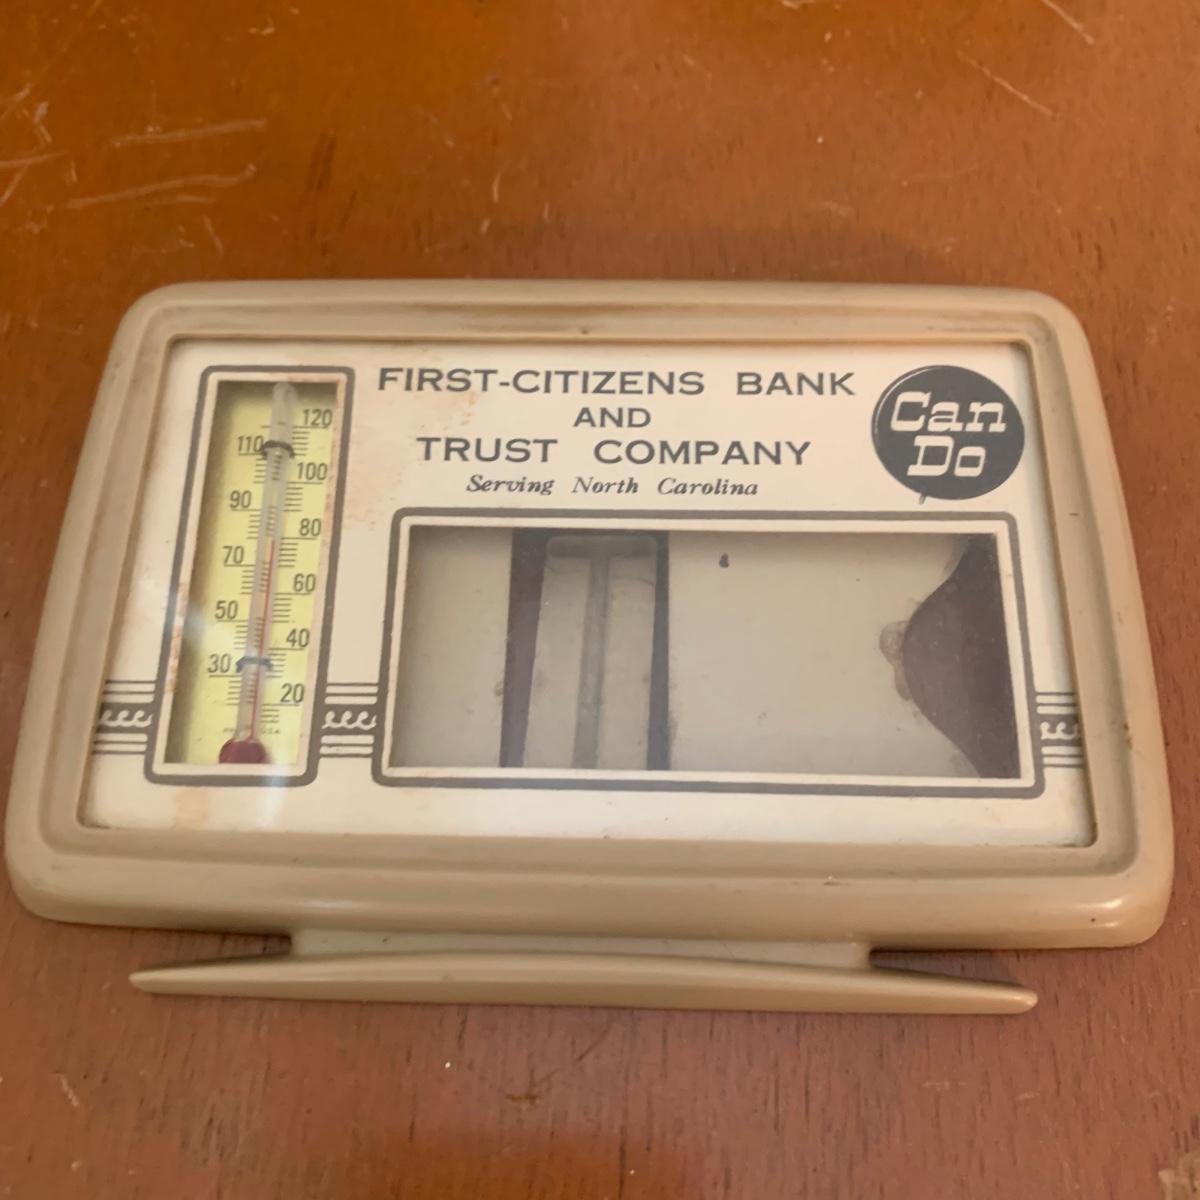 FIRST-CITIZENS BANK
AND
TRUST COMPANY
Serving North Carolina
Can
Do
120
110
100
90
80
70
60
50
40
30
20